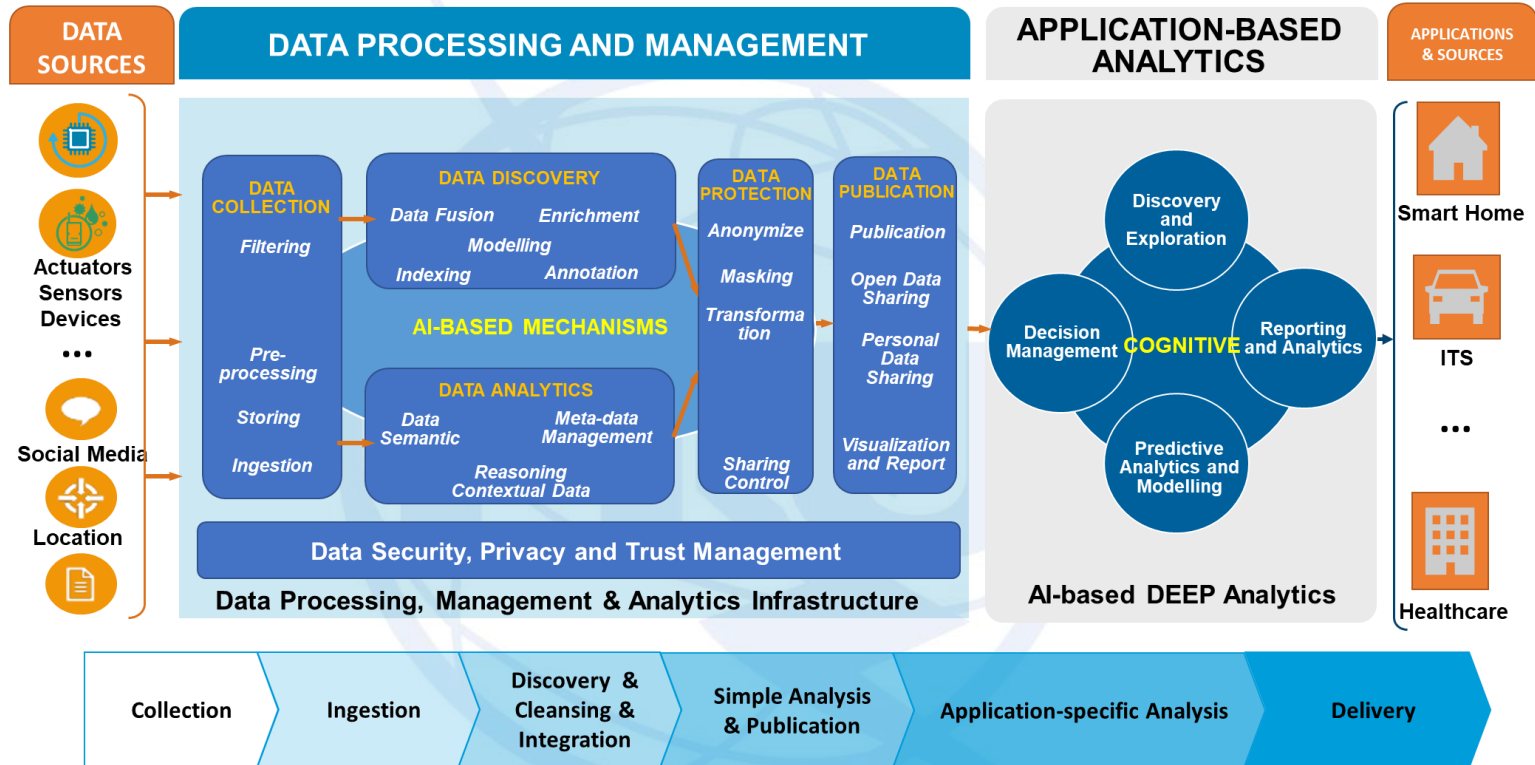 DATA
SOURCES
DATA PROCESSING AND MANAGEMENT
APPLICATION-BASED
ANALYTICS
APPLICATIONS
& SOURCES
Actuators
Sensors
Devices
...
Social Media
Location
DATA
COLLECTION
Filtering
Pre-
processing
Storing
Ingestion
DATA DISCOVERY
Data Fusion
Enrichment
Modelling
Indexing
Annotation
AI-BASED MECHANISMS
DATA ANALYTICS
Data
Semantic
Meta-data
Management
Reasoning
Contextual Data
DATA
PROTECTION
Anonymize
Masking
Transforma
tion
Sharing
Control
DATA
PUBLICATION
Publication
Open Data
Sharing
Personal
Data
Sharing
Visualization
and Report
Data Security, Privacy and Trust Management
Data Processing, Management & Analytics Infrastructure
Discovery
and
Exploration
Decision
Management
COGNITIVE
Reporting
and Analytics
Predictive
Analytics and
Modelling
AI-based DEEP Analytics
Smart Home
ITS
...
Healthcare
Collection
Ingestion
Discovery &
Cleansing &
Integration
Simple Analysis
& Publication
Application-specific Analysis
Delivery